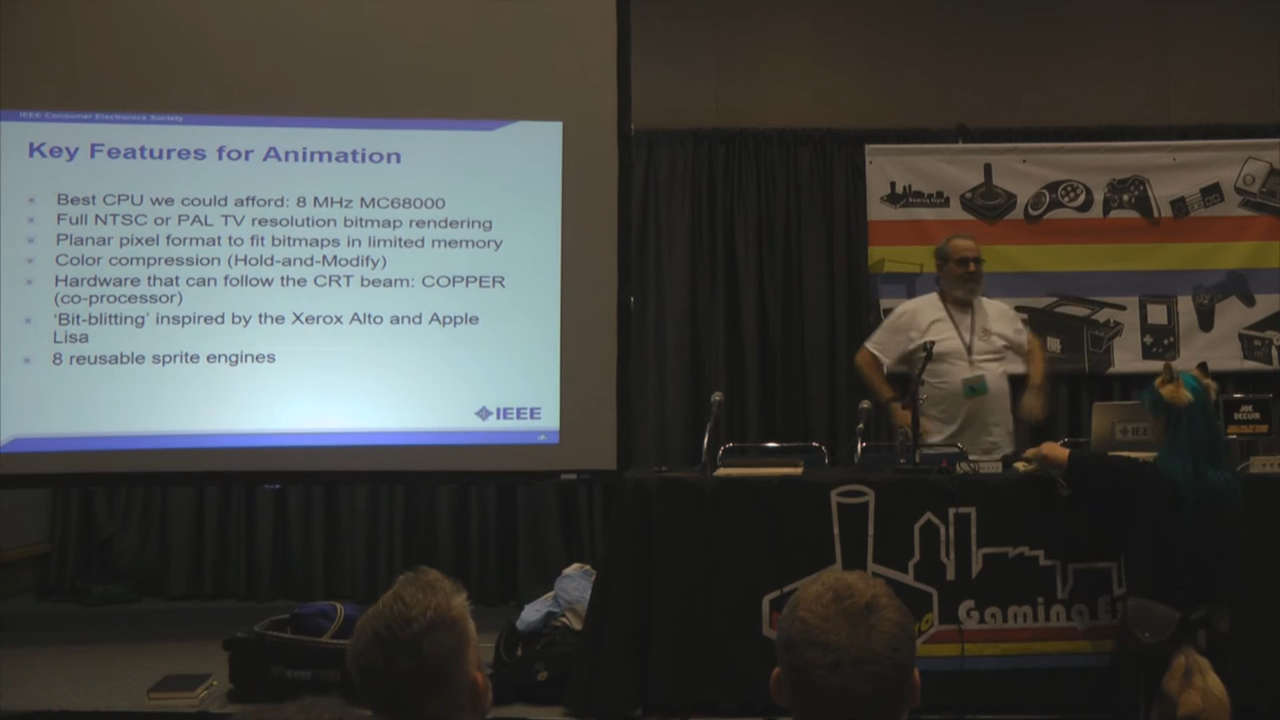 IEEE Consumer Electronics Society
Key Features for Animation
Best CPU we could afford: 8 MHz MC68000
Full NTSC or PAL TV resolution bitmap rendering
Planar pixel format to fit bitmaps in limited memory
Color compression (Hold-and-Modify)
Hardware that can follow the CRT beam: COPPER
(co-processor)
'Bit-blitting' inspired by the Xerox Alto and Apple
Lisa
8 reusable sprite engines
IEEE
IEEE
JOE
DECUIR
Gaming